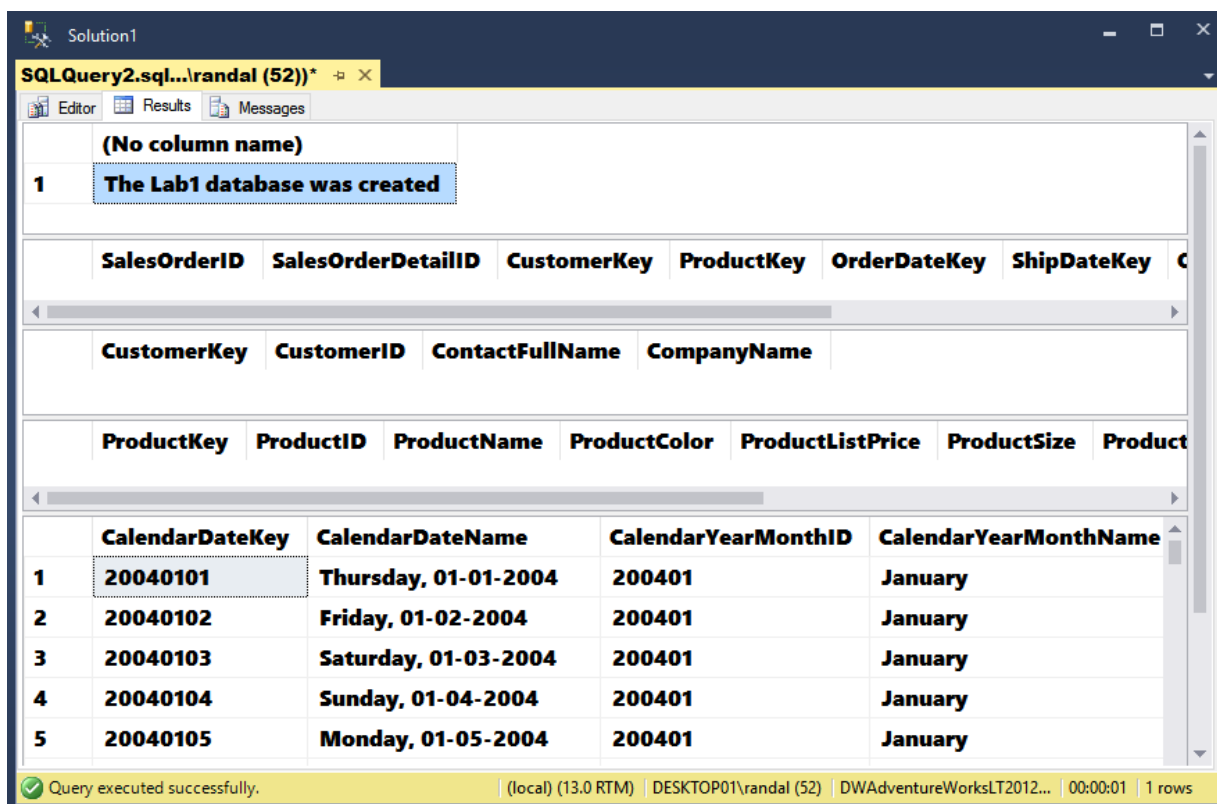 Solution1
SQLQuery2.sql...\randal (52))*
Editor Results Messages
(No column name)
1 The Lab1 database was created
SalesOrderID SalesOrderDetailID CustomerKey ProductKey OrderDateKey ShipDateKey
CustomerKey CustomerID ContactFullName CompanyName
ProductKey ProductID ProductName ProductColor ProductListPrice ProductSize Product
CalendarDateKey CalendarDateName CalendarYearMonthID CalendarYearMonthName
1 20040101 Thursday, 01-01-2004 200401 January
2 20040102 Friday, 01-02-2004 200401 January
3 20040103 Saturday, 01-03-2004 200401 January
4 20040104 Sunday, 01-04-2004 200401 January
5 20040105 Monday, 01-05-2004 200401 January
Query executed successfully. (local) (13.0 RTM) DESKTOP01\randal (52) DWAdventureWorksLT2012... 00:00:01 1 rows